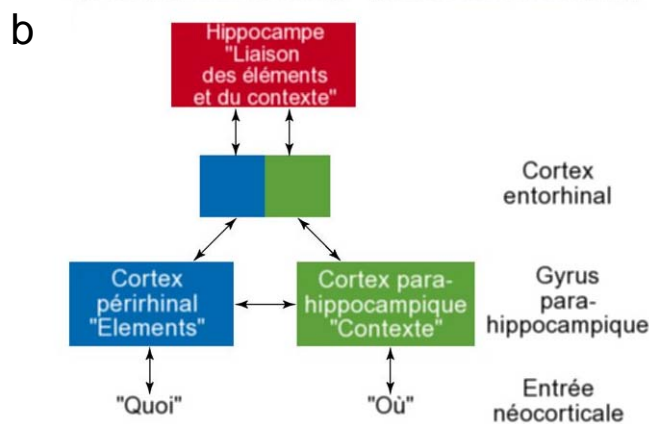 b
Hippocampe
"Liaison
des éléments
et du contexte"
Cortex
entorhinal
Cortex
périrhinal
"Elements"
Cortex para-
hippocampique
"Contexte"
Gyrus
para-
hippocampique
"Quoi"
"Où"
Entrée
néocorticale